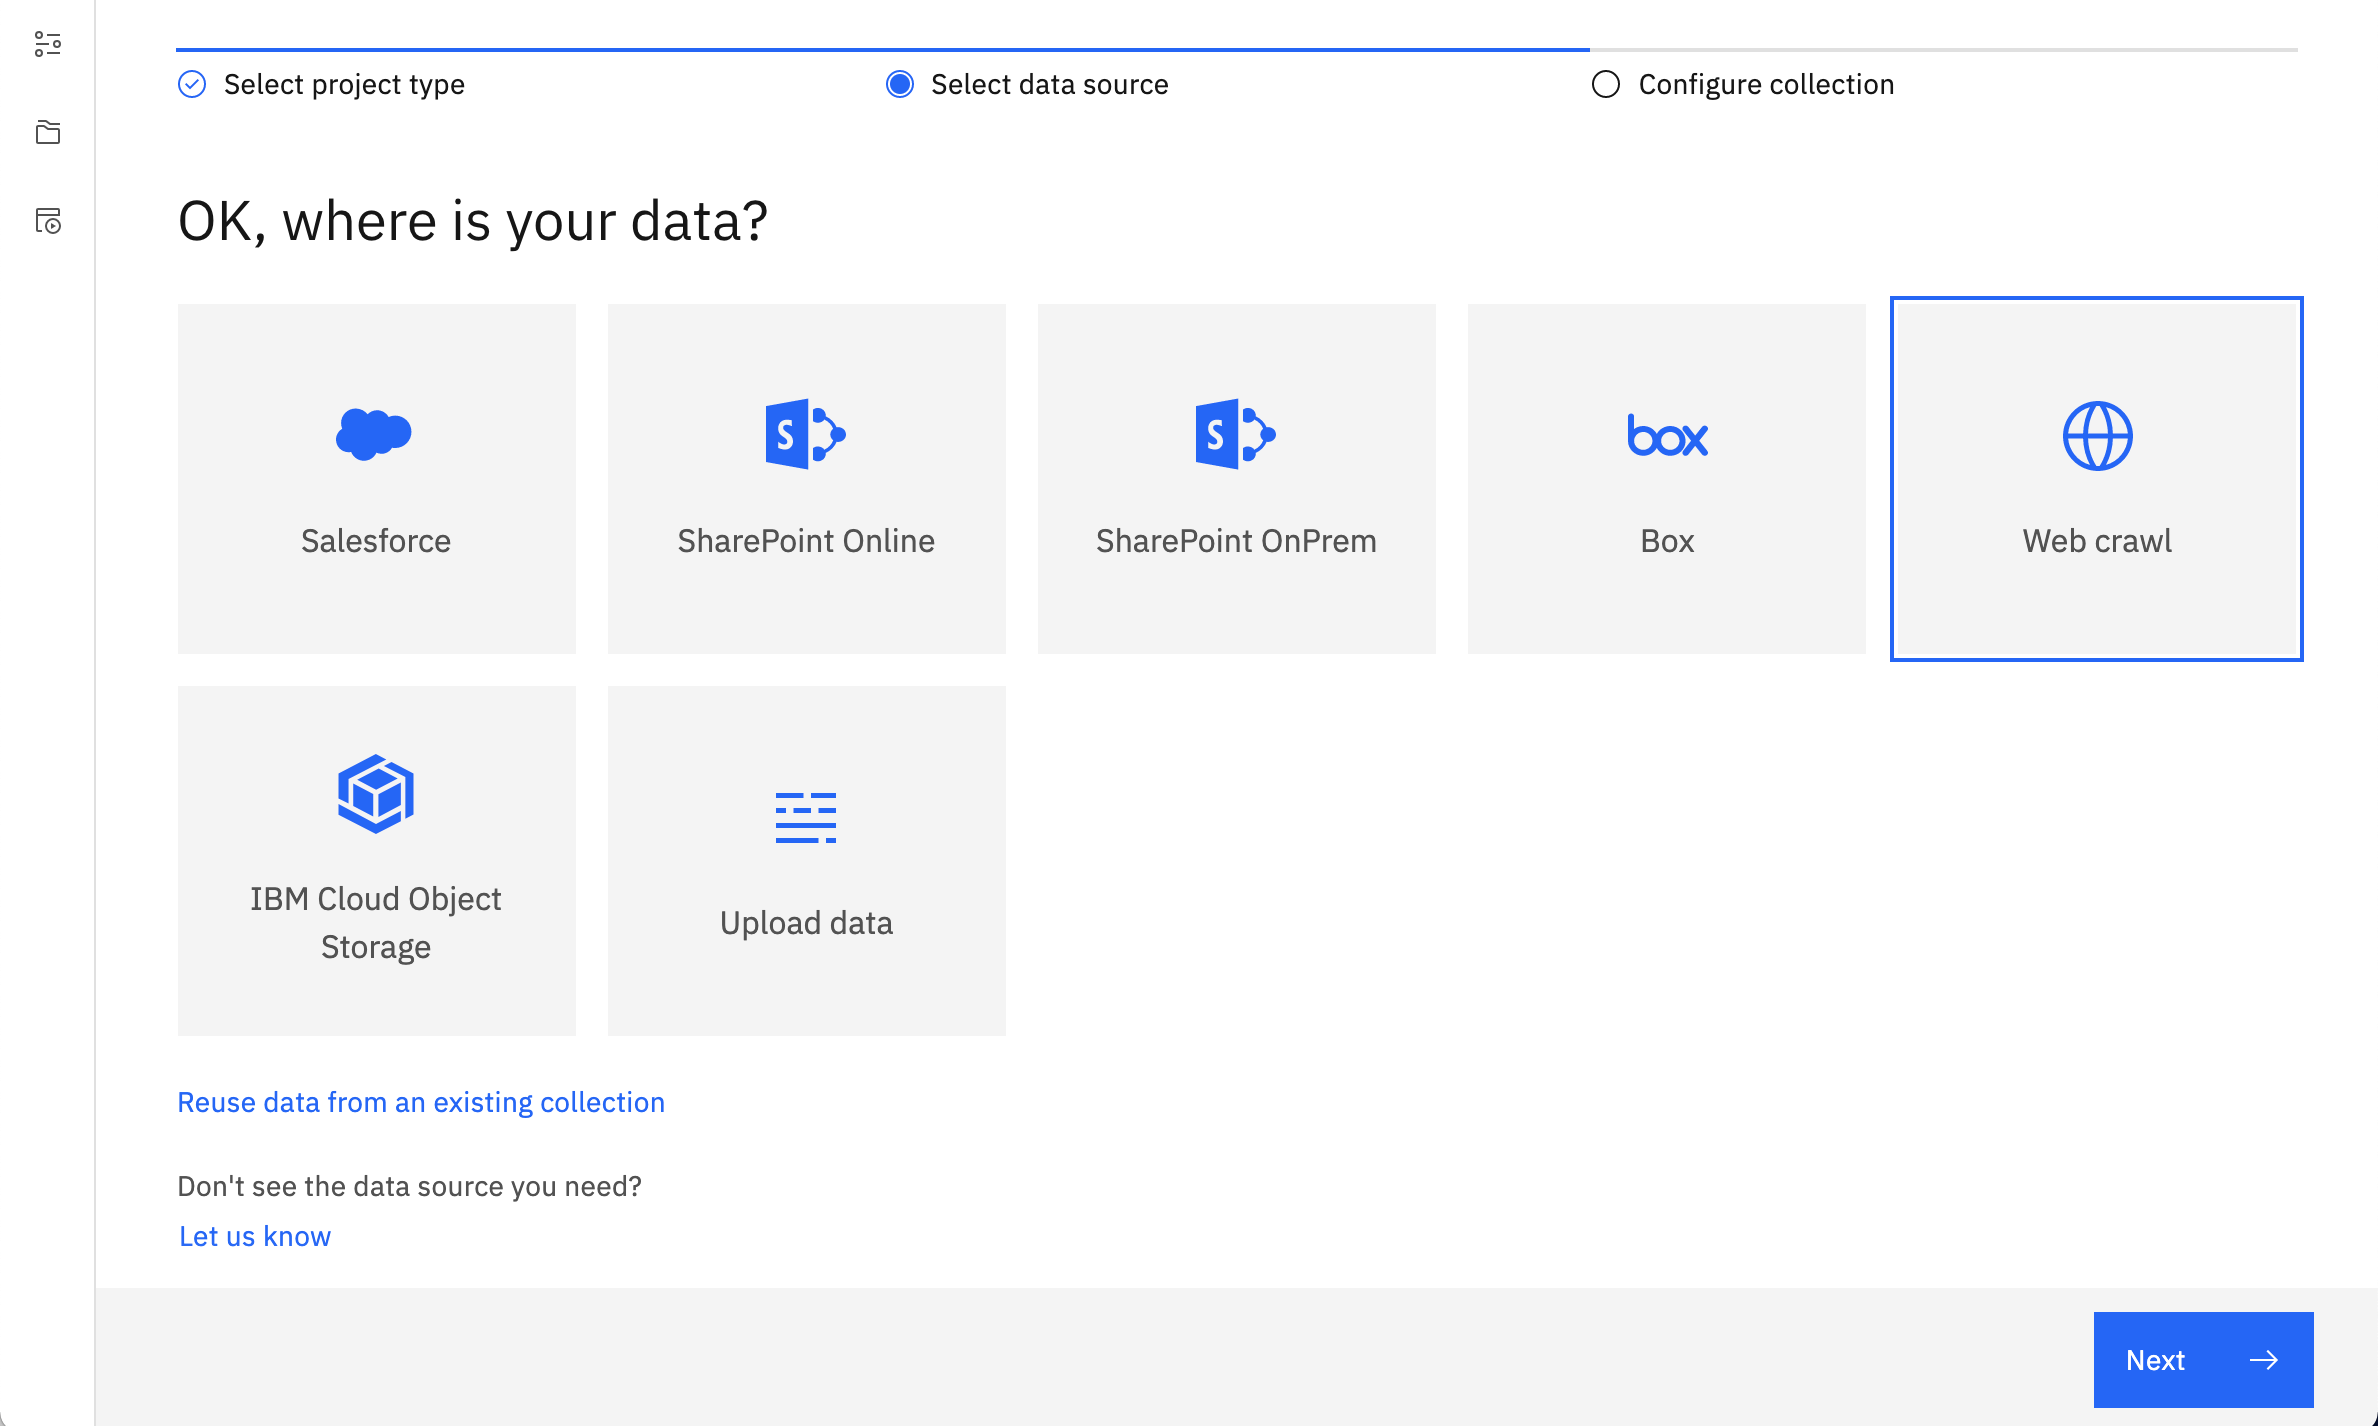 Select project type
Select data source
Configure collection
OK, where is your data?
S
S
box
Salesforce
SharePoint Online
SharePoint OnPrem
Box
Web crawl
IBM Cloud Object
Storage
Upload data
Reuse data from an existing collection
Don't see the data source you need?
Let us know
Next